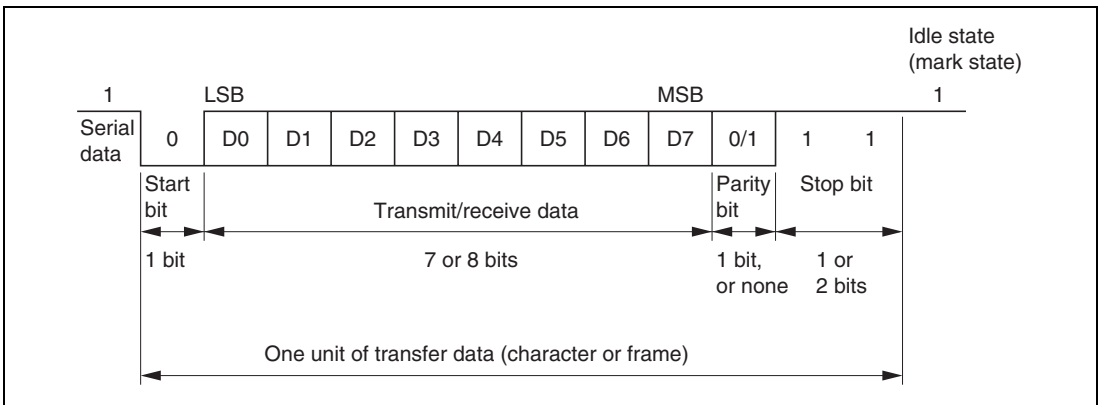 Idle state
(mark state)
1 LSB MSB 1
Serial
data
0 D0 D1 D2 D3 D4 D5 D6 D7 0/1 1 1
Start
bit
Transmit/receive data
Parity
bit
Stop bit
1 bit
7 or 8 bits
1 bit,
or none
1 or
2 bits
One unit of transfer data (character or frame)